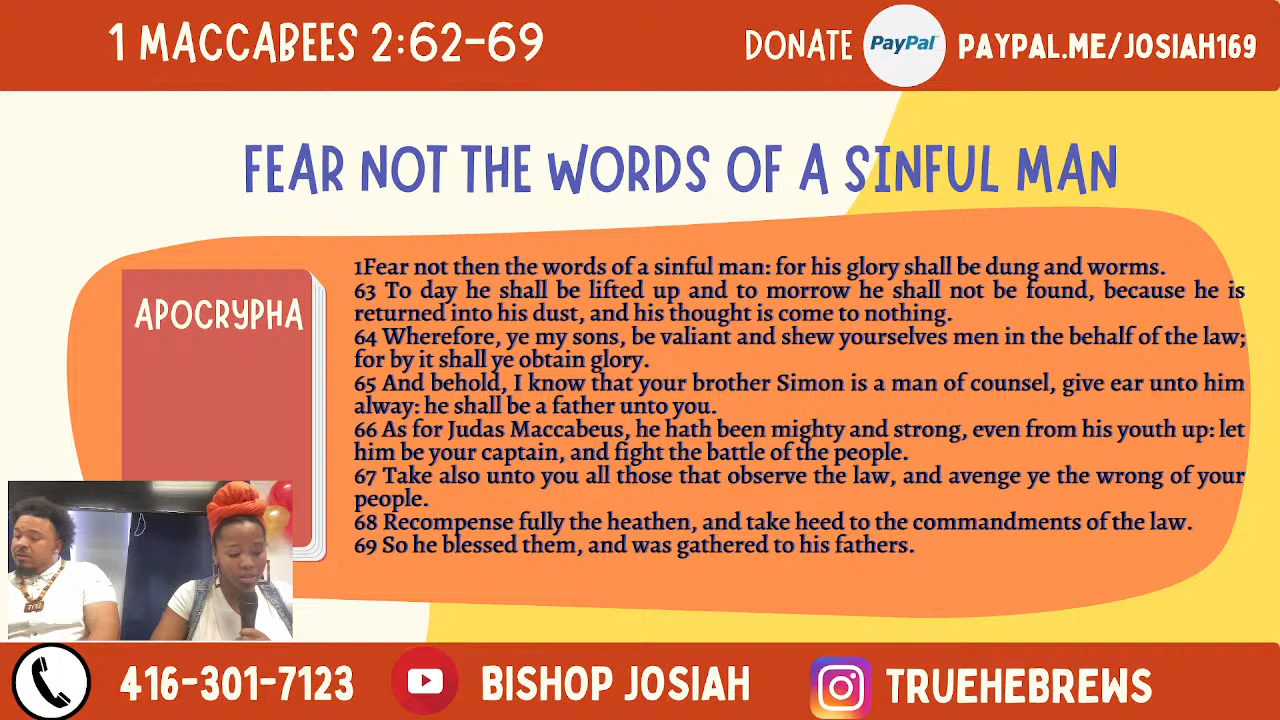 1 MACCABEES 2:62-69
DONATE PayPal PAYPAL.ME/JOSIAH169
FEAR NOT THE WORDS OF A SINFUL MAN
APOCRYPHA
1Fear not then the words of a sinful man: for his glory shall be dung and worms.
63 To day he shall be lifted up and to morrow he shall not be found, because he is
returned into his dust, and his thought is come to nothing.
64 Wherefore, ye my sons, be valiant and shew yourselves men in the behalf of the law;
for by it shall ye obtain glory.
65 And behold, I know that your brother Simon is a man of counsel, give ear unto him
alway: he shall be a father unto you.
66 As for Judas Maccabeus, he hath been mighty and strong, even from his youth up: let
him be your captain, and fight the battle of the people.
67 Take also unto you all those that observe the law, and avenge ye the wrong of your
people.
68 Recompense fully the heathen, and take heed to the commandments of the law.
69 So he blessed them, and was gathered to his fathers.
416-301-7123
BISHOP JOSIAH
TRUEHEBREWS